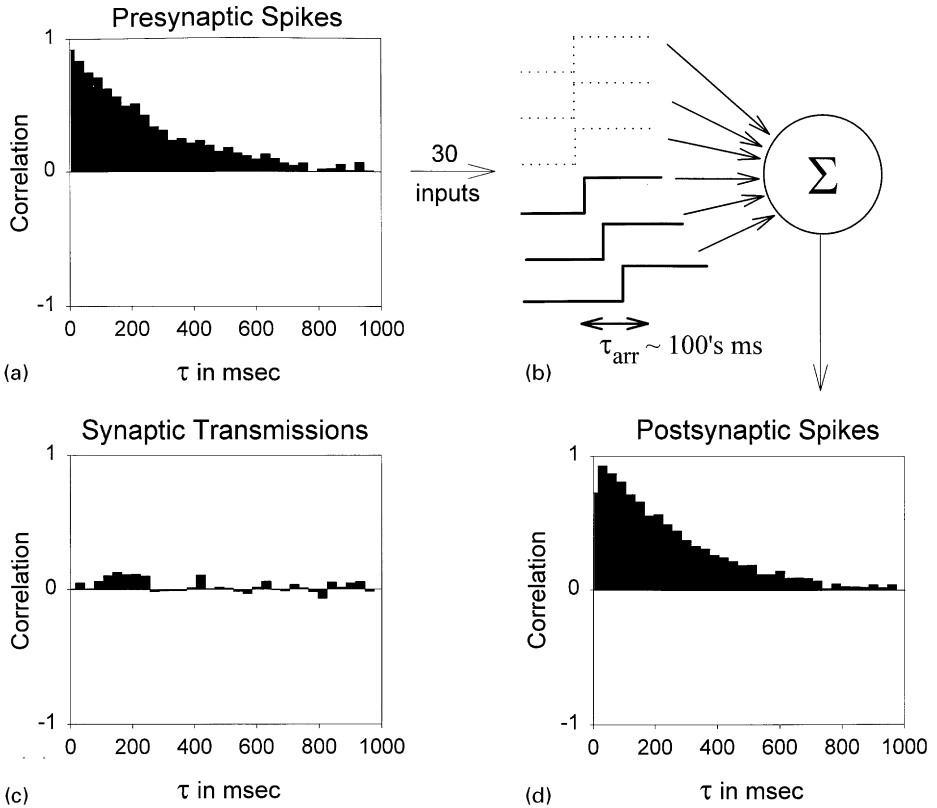 Presynaptic Spikes
1
0
-1
Correlation
0 200 400 600 800 1000
τ in msec
(a)
30
inputs
Σ
τarr ~ 100's ms
(b)
Synaptic Transmissions
1
0
-1
Correlation
0 200 400 600 800 1000
τ in msec
(c)
Postsynaptic Spikes
1
0
-1
Correlation
0 200 400 600 800 1000
τ in msec
(d)